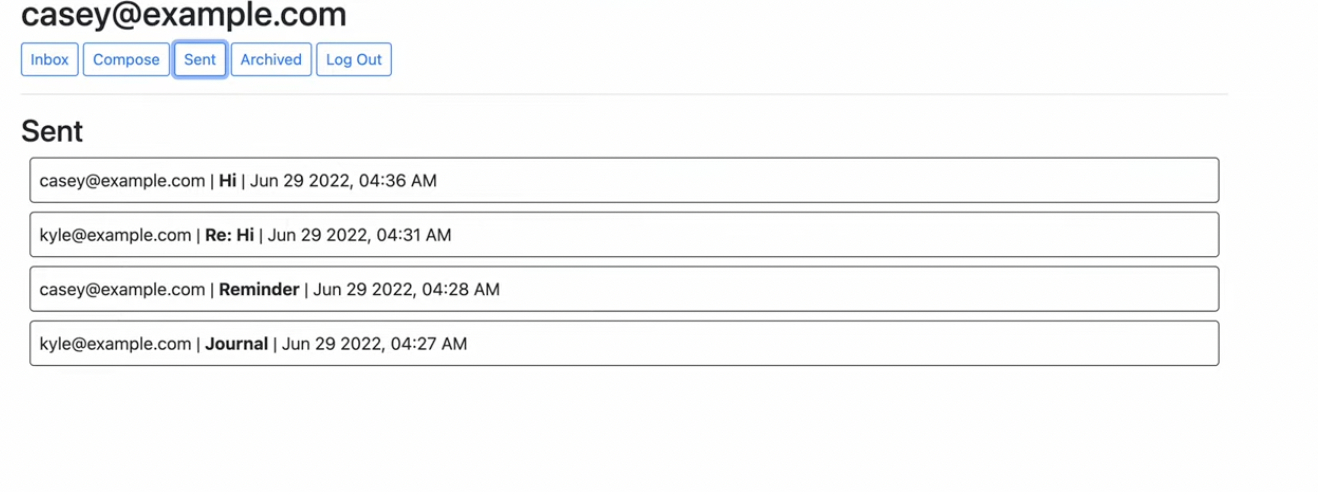 casey@example.com
Inbox Compose Sent Archived Log Out
Sent
casey@example.com | Hi | Jun 29 2022, 04:36 AM
kyle@example.com | Re: Hi | Jun 29 2022, 04:31 AM
casey@example.com | Reminder | Jun 29 2022, 04:28 AM
kyle@example.com | Journal | Jun 29 2022, 04:27 AM